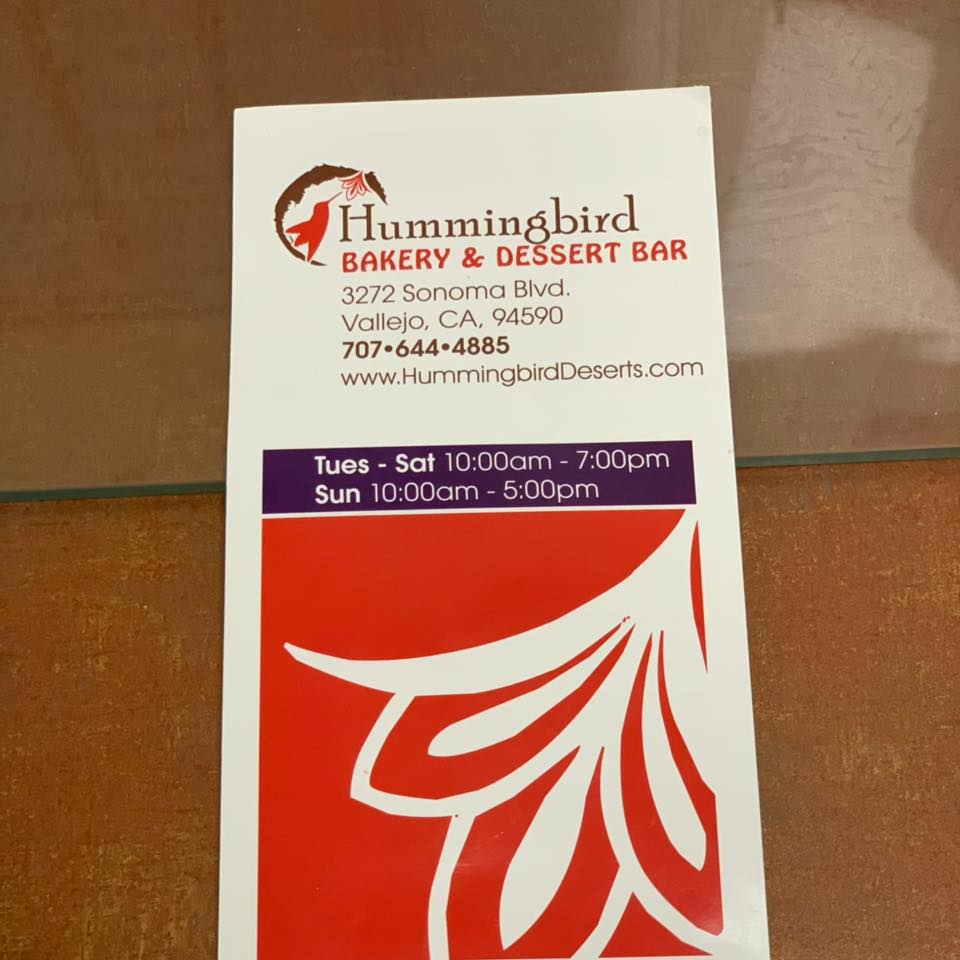 Hummingbird
BAKERY & DESSERT BAR
3272 Sonoma Blvd.
Vallejo, CA, 94590
707•644•4885
www.HummingbirdDeserts.com
Tues - Sat 10:00am - 7:00pm
Sun 10:00am - 5:00pm